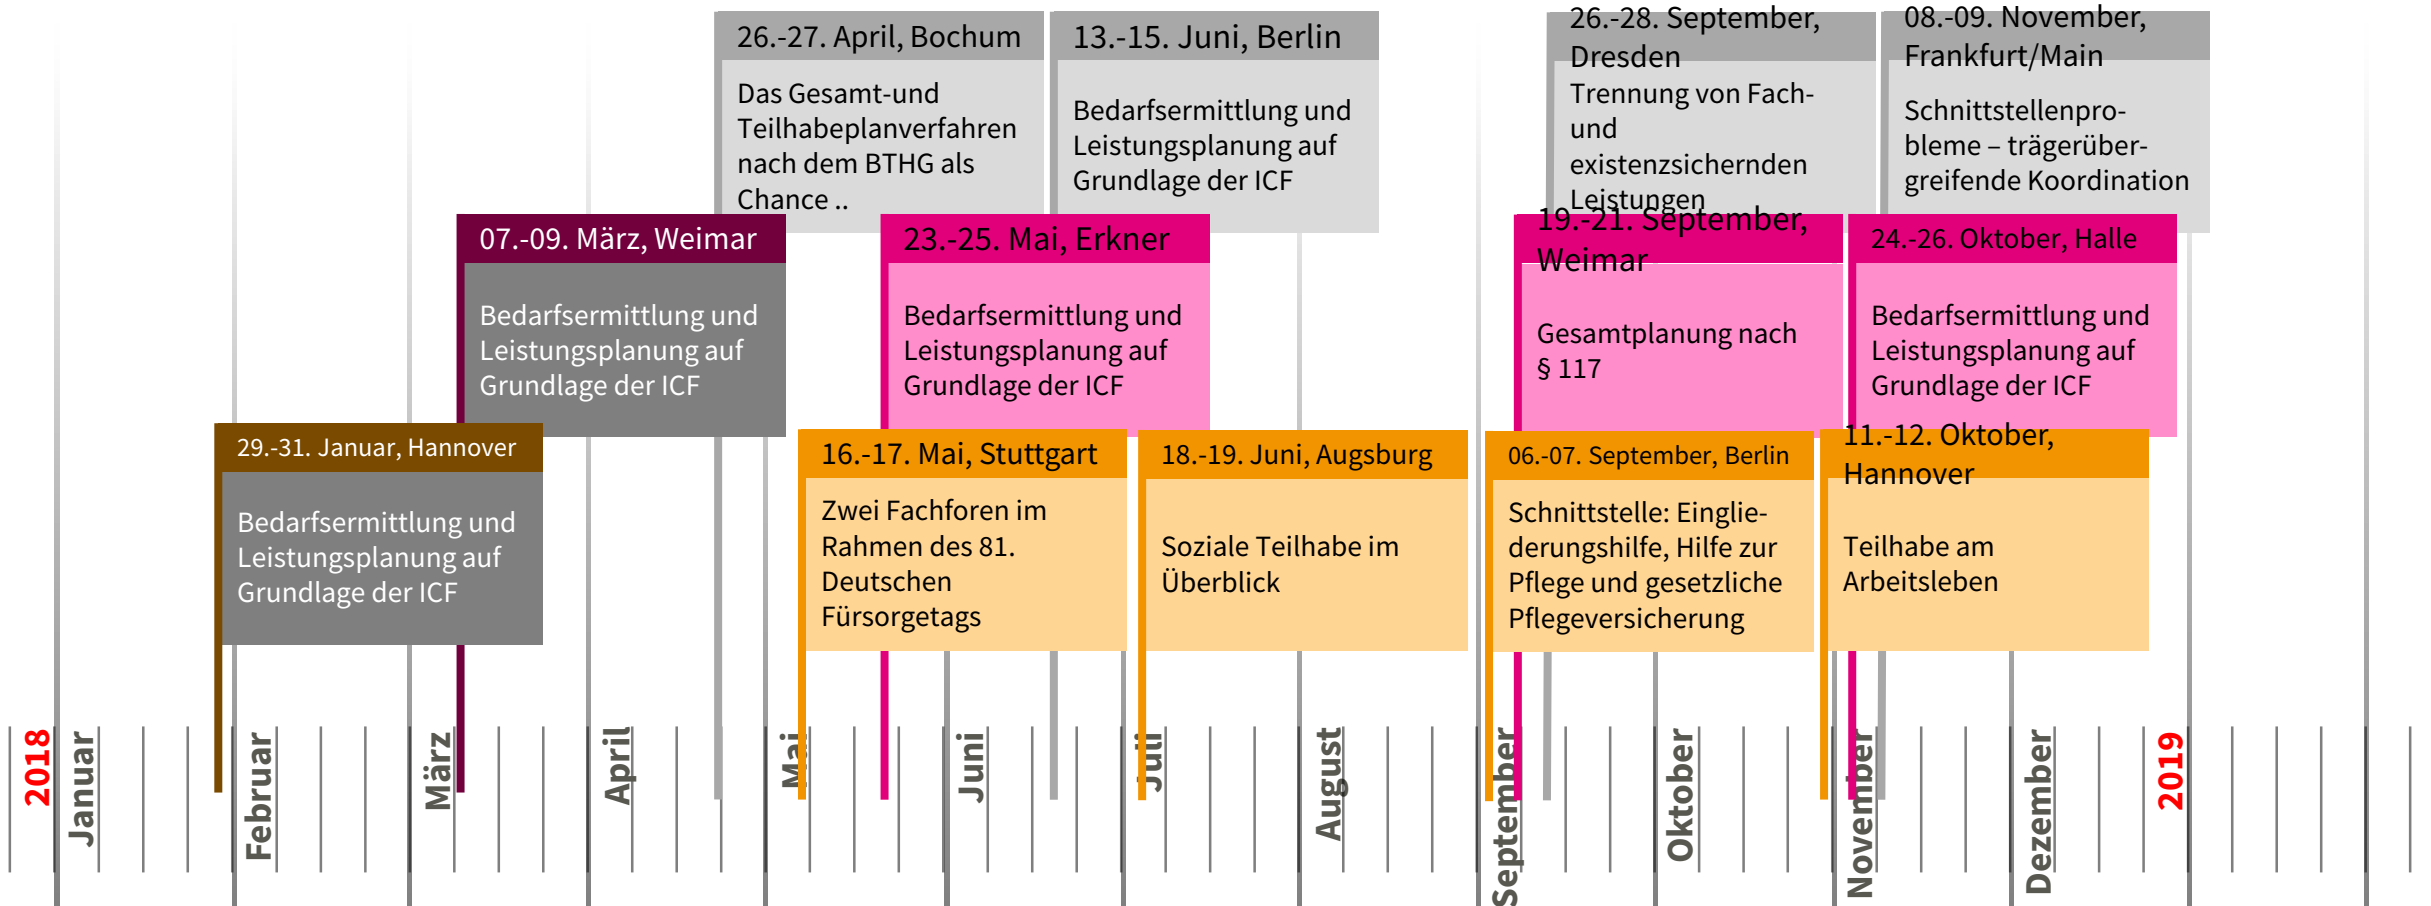 26.-27. April, Bochum
Das Gesamt-und
Teilhabeplanverfahren
nach dem BTHG als
Chance ..
13.-15. Juni, Berlin
Bedarfsermittlung und
Leistungsplanung auf
Grundlage der ICF
26.-28. September,
Dresden
Trennung von Fach-
und
existenzsichernden
Leistungen
08.-09. November,
Frankfurt/Main
Schnittstellenpro-
bleme – trägerüber-
greifende Koordination
07.-09. März, Weimar
Bedarfsermittlung und
Leistungsplanung auf
Grundlage der ICF
23.-25. Mai, Erkner
Bedarfsermittlung und
Leistungsplanung auf
Grundlage der ICF
19.-21. September,
Weimar
Gesamtplanung nach
§ 117
24.-26. Oktober, Halle
Bedarfsermittlung und
Leistungsplanung auf
Grundlage der ICF
29.-31. Januar, Hannover
Bedarfsermittlung und
Leistungsplanung auf
Grundlage der ICF
16.-17. Mai, Stuttgart
Zwei Fachforen im
Rahmen des 81.
Deutschen
Fürsorgetags
18.-19. Juni, Augsburg
Soziale Teilhabe im
Überblick
06.-07. September, Berlin
Schnittstelle: Einglie-
derungshilfe, Hilfe zur
Pflege und gesetzliche
Pflegeversicherung
11.-12. Oktober,
Hannover
Teilhabe am
Arbeitsleben
2018
Januar
Februar
März
April
Mai
Juni
Juli
August
September
Oktober
November
Dezember
2019